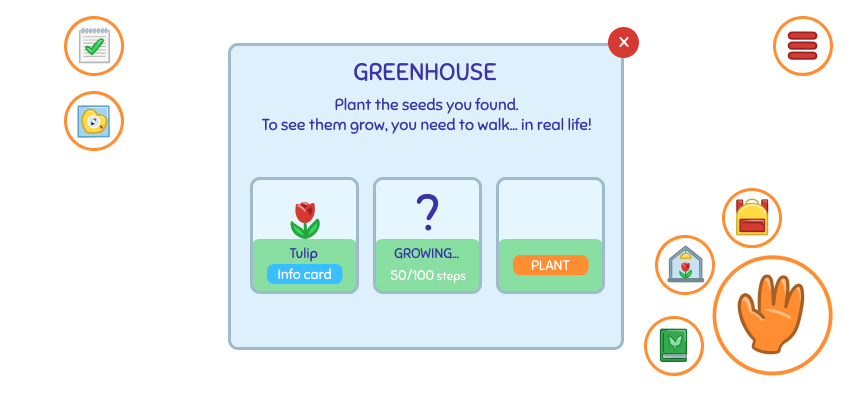 GREENHOUSE
Plant the seeds you found.
To see them grow, you need to walk... in real life!
Tulip
Info card
?
GROWING...
50/100 steps
PLANT
X